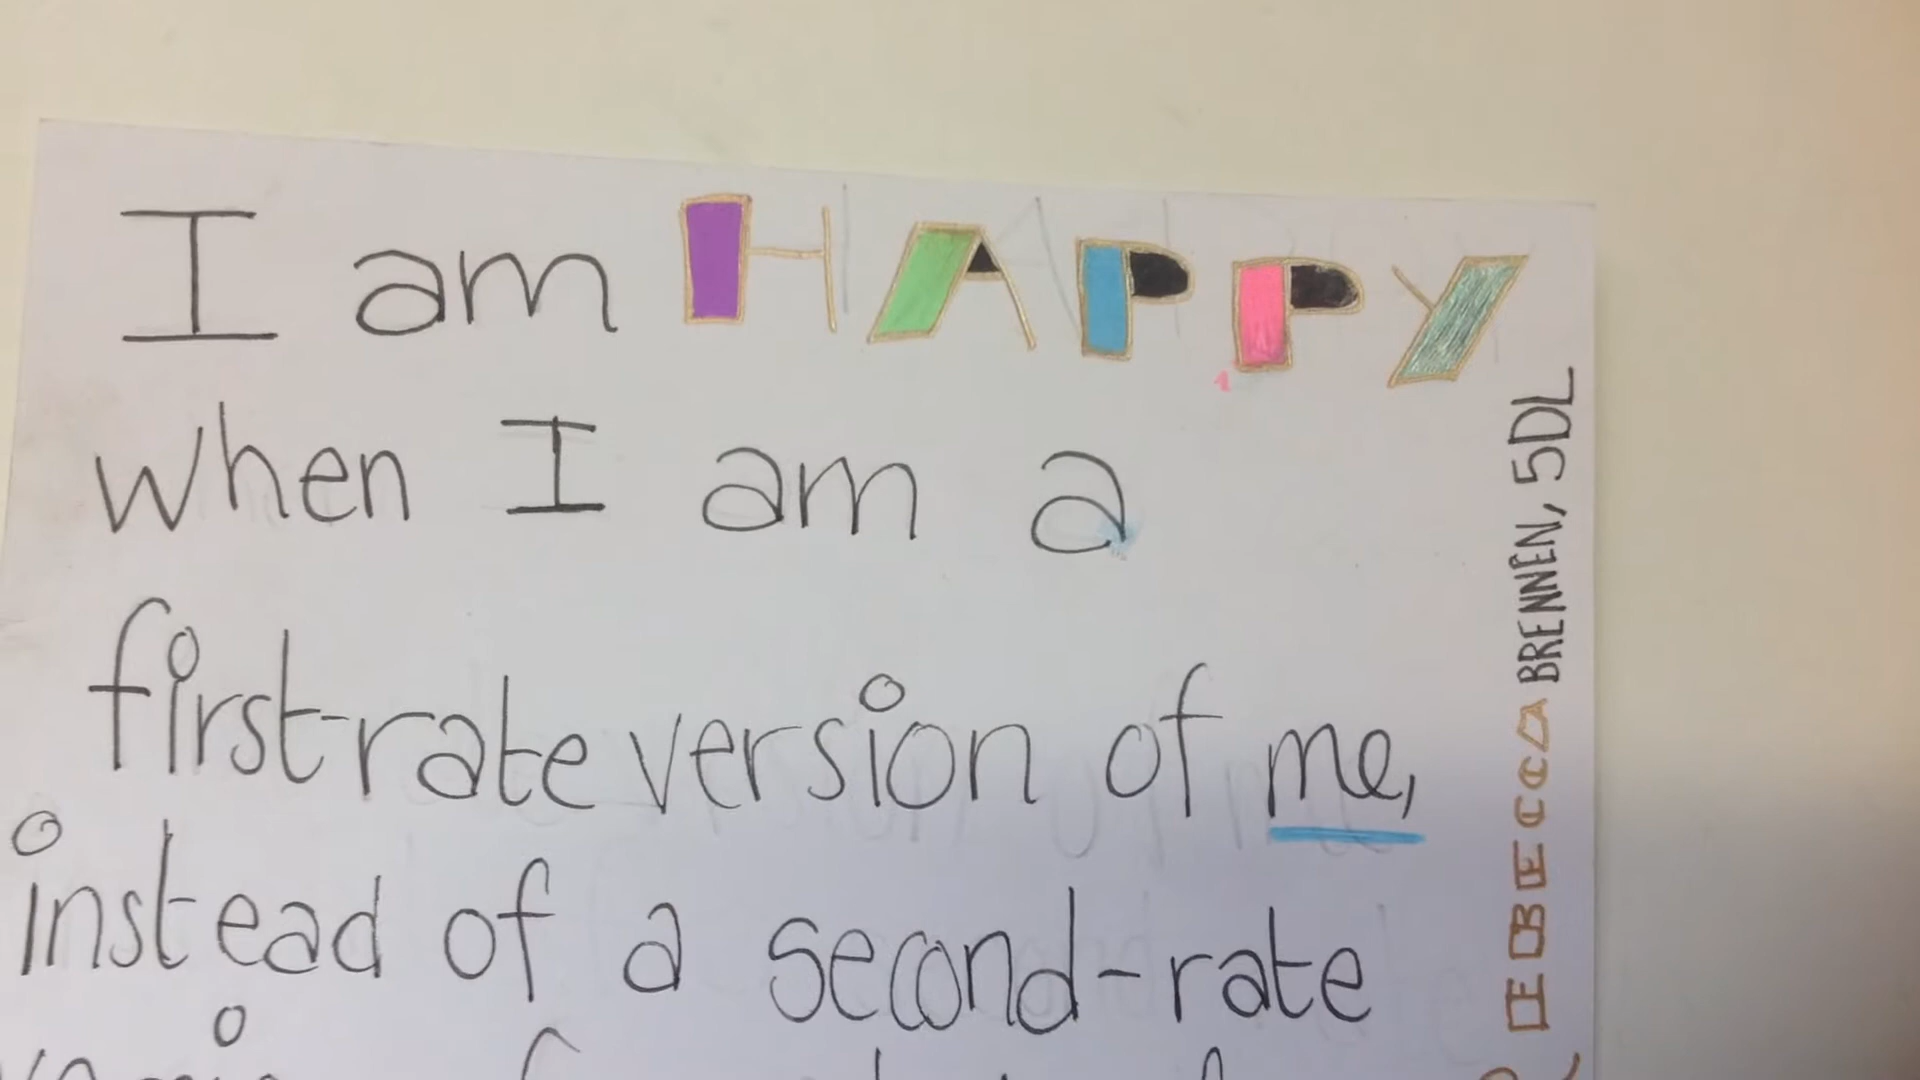 I am HAPPY
when I am a
first-rate version of me,
instead of a second-rate
REBECCA BRENNEN, 5DL